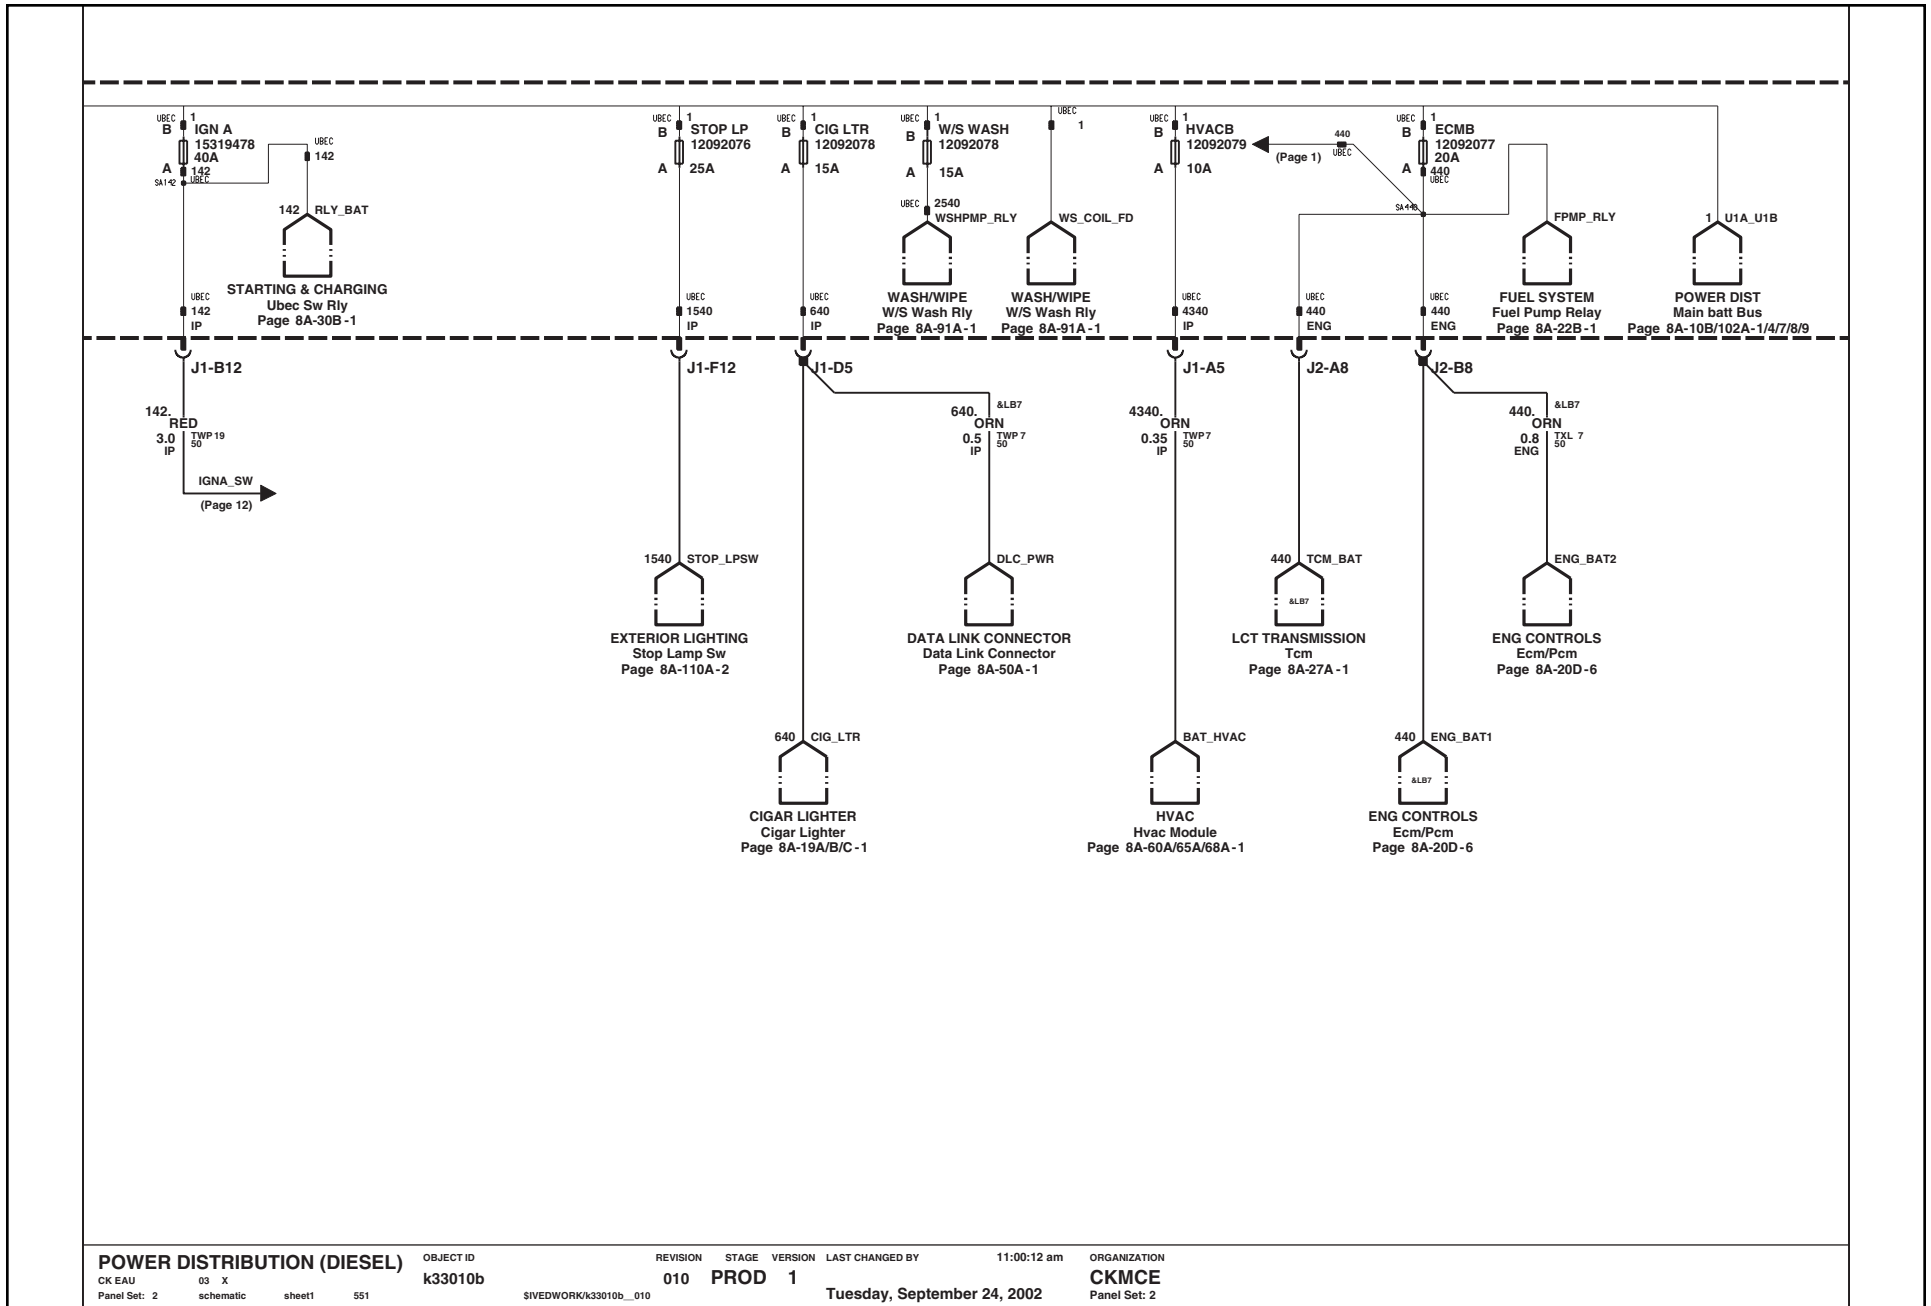 UBEC 1
B IGN A
15319478
40A
A 142
UBEC
SA142
UBEC
142
142 RLY_BAT
STARTING & CHARGING
Ubec Sw Rly
Page 8A-30B-1
UBEC
142
IP
UBEC 1
B STOP LP
12092076
A 25A
UBEC
1540
IP
UBEC 1
B CIG LTR
12092078
A 15A
UBEC
640
IP
UBEC 1
B W/S WASH
12092078
A 15A
UBEC 2540
WSHPMP_RLY
WASH/WIPE
W/S Wash Rly
Page 8A-91A-1
UBEC
1
WS_COIL_FD
WASH/WIPE
W/S Wash Rly
Page 8A-91A-1
UBEC 1
B HVACB
12092079
A 10A
UBEC
4340
IP
(Page 1)
440
UBEC
UBEC 1
B ECMB
12092077
20A
A 440
UBEC
SA440
UBEC
440
ENG
UBEC
440
ENG
FPMP_RLY
FUEL SYSTEM
Fuel Pump Relay
Page 8A-22B-1
1 U1A_U1B
POWER DIST
Main batt Bus
Page 8A-10B/102A-1/4/7/8/9
J1-B12
J1-F12
J1-D5
J1-A5
J2-A8
J2-B8
142.
RED
3.0 TWP 19
50
IP
IGNA_SW
(Page 12)
&LB7
640.
ORN
0.5 TWP 7
50
IP
4340.
ORN
0.35 TWP 7
50
IP
&LB7
440.
ORN
0.8 TXL 7
50
ENG
1540 STOP_LPSW
EXTERIOR LIGHTING
Stop Lamp Sw
Page 8A-110A-2
DLC_PWR
DATA LINK CONNECTOR
Data Link Connector
Page 8A-50A-1
440 TCM_BAT
&LB7
LCT TRANSMISSION
Tcm
Page 8A-27A-1
ENG_BAT2
ENG CONTROLS
Ecm/Pcm
Page 8A-20D-6
640 CIG_LTR
CIGAR LIGHTER
Cigar Lighter
Page 8A-19A/B/C-1
BAT_HVAC
HVAC
Hvac Module
Page 8A-60A/65A/68A-1
440 ENG_BAT1
&LB7
ENG CONTROLS
Ecm/Pcm
Page 8A-20D-6
POWER DISTRIBUTION (DIESEL) OBJECT ID REVISION STAGE VERSION LAST CHANGED BY 11:00:12 am ORGANIZATION
CK EAU 03 X k33010b 010 PROD 1 CKMCE
Panel Set: 2 schematic sheet1 551 $IVEDWORK/k33010b__010 Tuesday, September 24, 2002 Panel Set: 2